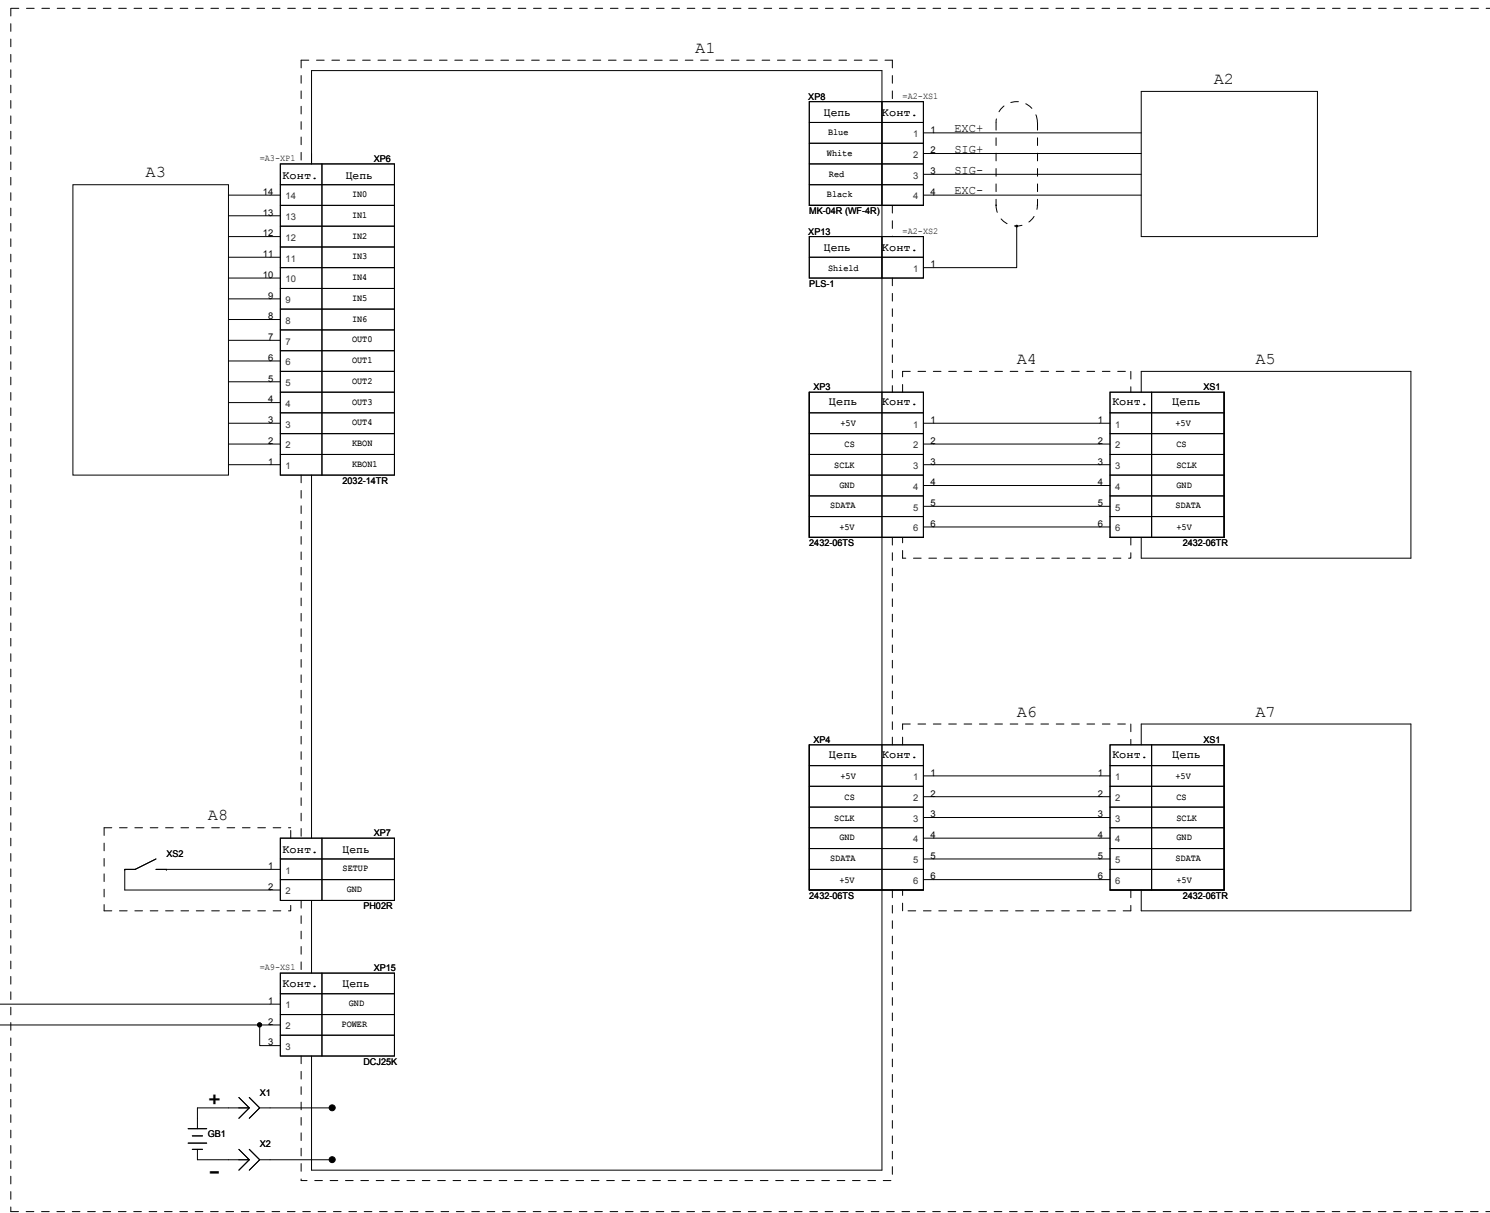 A1
A2
XP8
=A2-XS1
Цепь Конт.
Blue 1 1 EXC+
White 2 2 SIG+
Red 3 3 SIG-
Black 4 4 EXC-
MK-04R (WF-4R)
XP13
=A2-XS2
Цепь Конт.
Shield 1 1
PLS-1
A3
=A3-XP1
XP6
Конт. Цепь
14 14 IN0
13 13 IN1
12 12 IN2
11 11 IN3
10 10 IN4
9 9 IN5
8 8 IN6
7 7 OUT0
6 6 OUT1
5 5 OUT2
4 4 OUT3
3 3 OUT4
2 2 KBON
1 1 KBON1
2032-14TR
A4
A5
XP3
XS1
Цепь Конт. Конт. Цепь
+5V 1 1 1 1 +5V
CS 2 2 2 2 CS
SCLK 3 3 3 3 SCLK
GND 4 4 4 4 GND
SDATA 5 5 5 5 SDATA
+5V 6 6 6 6 +5V
2432-06TS
2432-06TR
A6
A7
XP4
XS1
Цепь Конт. Конт. Цепь
+5V 1 1 1 1 +5V
CS 2 2 2 2 CS
SCLK 3 3 3 3 SCLK
GND 4 4 4 4 GND
SDATA 5 5 5 5 SDATA
+5V 6 6 6 6 +5V
2432-06TS
2432-06TR
A8
XS2
XP7
Конт. Цепь
1 1 SETUP
2 2 GND
PH02R
=A9-XS1
XP15
Конт. Цепь
1 1 GND
2 2 POWER
3 3
DCJ25K
+ X1
GB1
X2
–